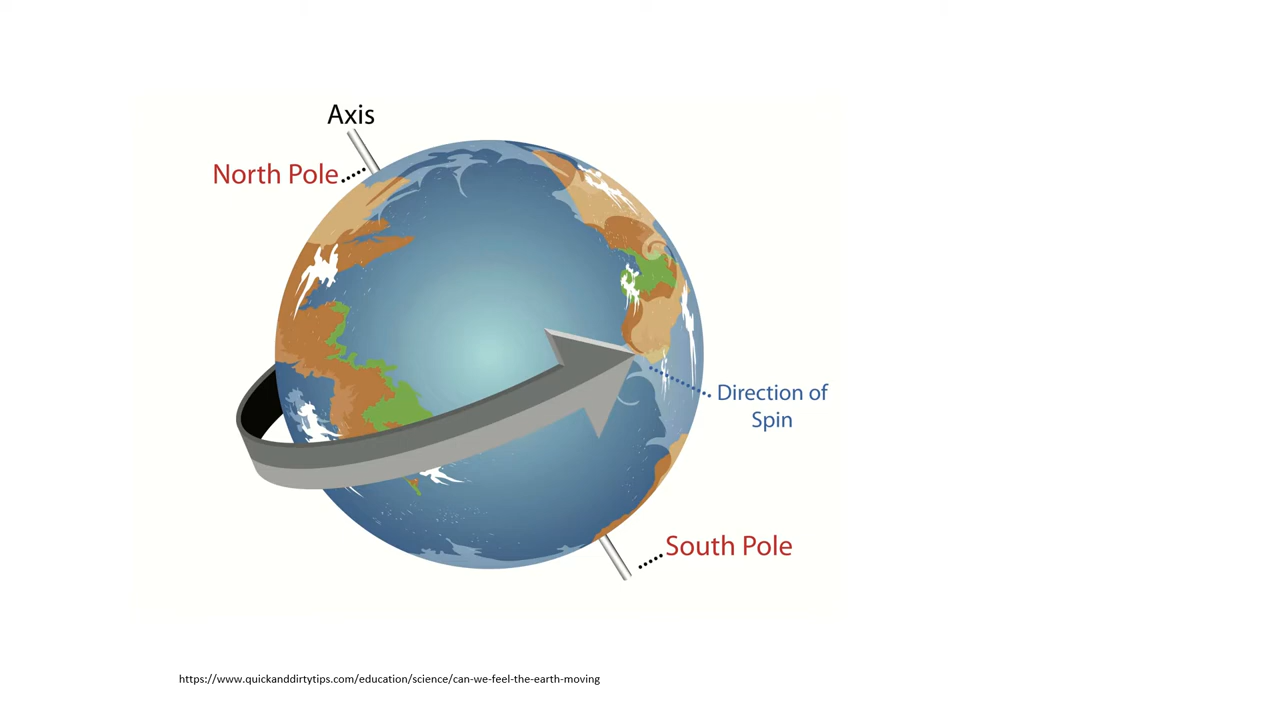 Axis
North Pole
Direction of
Spin
South Pole
https://www.quickanddirtytips.com/education/science/can-we-feel-the-earth-moving